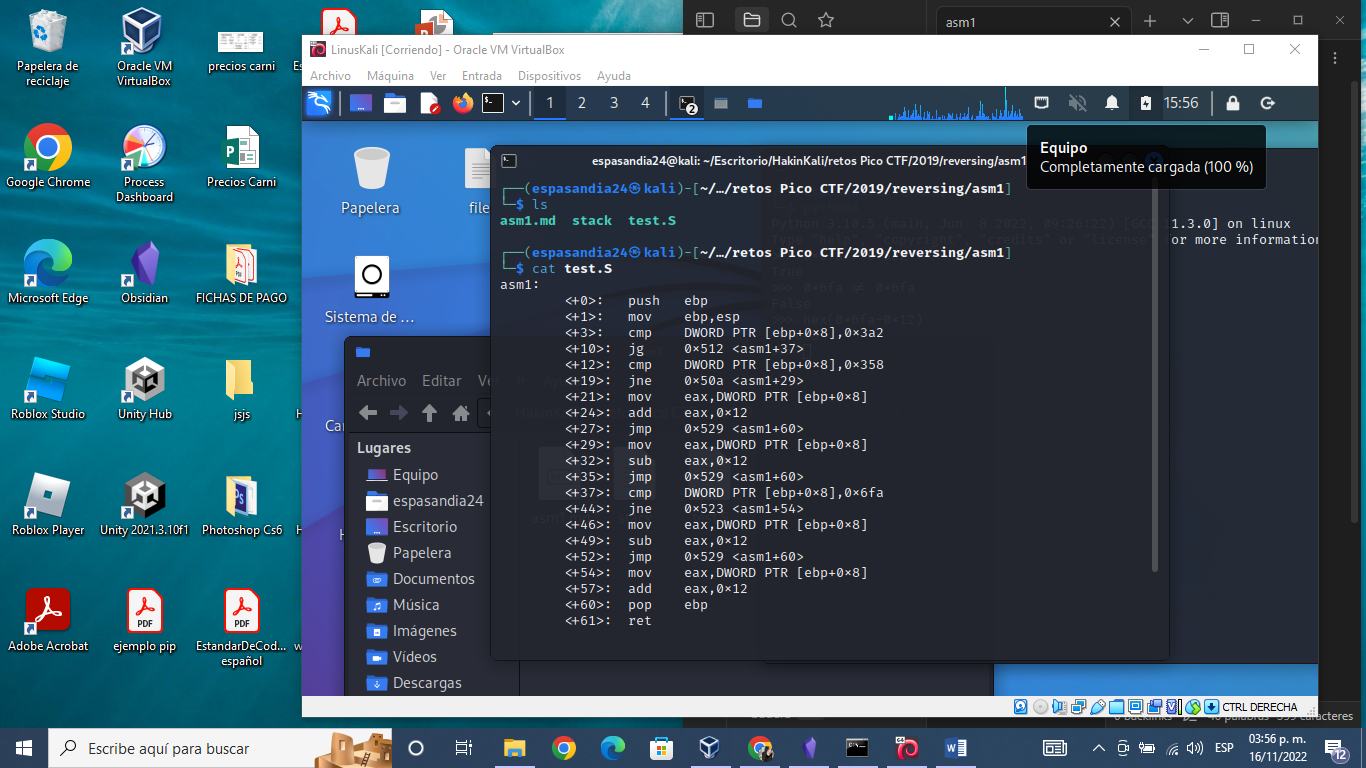 asm1
LinusKali [Corriendo] - Oracle VM VirtualBox
Archivo Máquina Ver Entrada Dispositivos Ayuda
1 2 3 4 2 15:56
Equipo
Completamente cargada (100 %)
Papelera de
reciclaje
Oracle VM
VirtualBox
precios carni
Google Chrome
Process
Dashboard
Precios Carni
Microsoft Edge
Obsidian
FICHAS DE PAGO
Roblox Studio
Unity Hub
jsjs
Roblox Player
Unity 2021.3.10f1
Photoshop Cs6
Adobe Acrobat
ejemplo pip
EstandarDeCod...
español
Papelera
file
Sistema de ...
Archivo Editar
Lugares
Equipo
espasandia24
Escritorio
Papelera
Documentos
Música
Imágenes
Vídeos
Descargas
espasandia24@kali: ~/Escritorio/HakinKali/retos Pico CTF/2019/reversing/asm1
┌──(espasandia24㉿kali)-[~/…/retos Pico CTF/2019/reversing/asm1]
└─$ ls
asm1.md stack test.S
┌──(espasandia24㉿kali)-[~/…/retos Pico CTF/2019/reversing/asm1]
└─$ cat test.S
asm1:
<+0>: push ebp
<+1>: mov ebp,esp
<+3>: cmp DWORD PTR [ebp+0×8],0×3a2
<+10>: jg 0×512 <asm1+37>
<+12>: cmp DWORD PTR [ebp+0×8],0×358
<+19>: jne 0×50a <asm1+29>
<+21>: mov eax,DWORD PTR [ebp+0×8]
<+24>: add eax,0×12
<+27>: jmp 0×529 <asm1+60>
<+29>: mov eax,DWORD PTR [ebp+0×8]
<+32>: sub eax,0×12
<+35>: jmp 0×529 <asm1+60>
<+37>: cmp DWORD PTR [ebp+0×8],0×6fa
<+44>: jne 0×523 <asm1+54>
<+46>: mov eax,DWORD PTR [ebp+0×8]
<+49>: sub eax,0×12
<+52>: jmp 0×529 <asm1+60>
<+54>: mov eax,DWORD PTR [ebp+0×8]
<+57>: add eax,0×12
<+60>: pop ebp
<+61>: ret
11.3.0] on linux
for more information
CTRL DERECHA
Escribe aquí para buscar
ESP
03:56 p. m.
16/11/2022
12